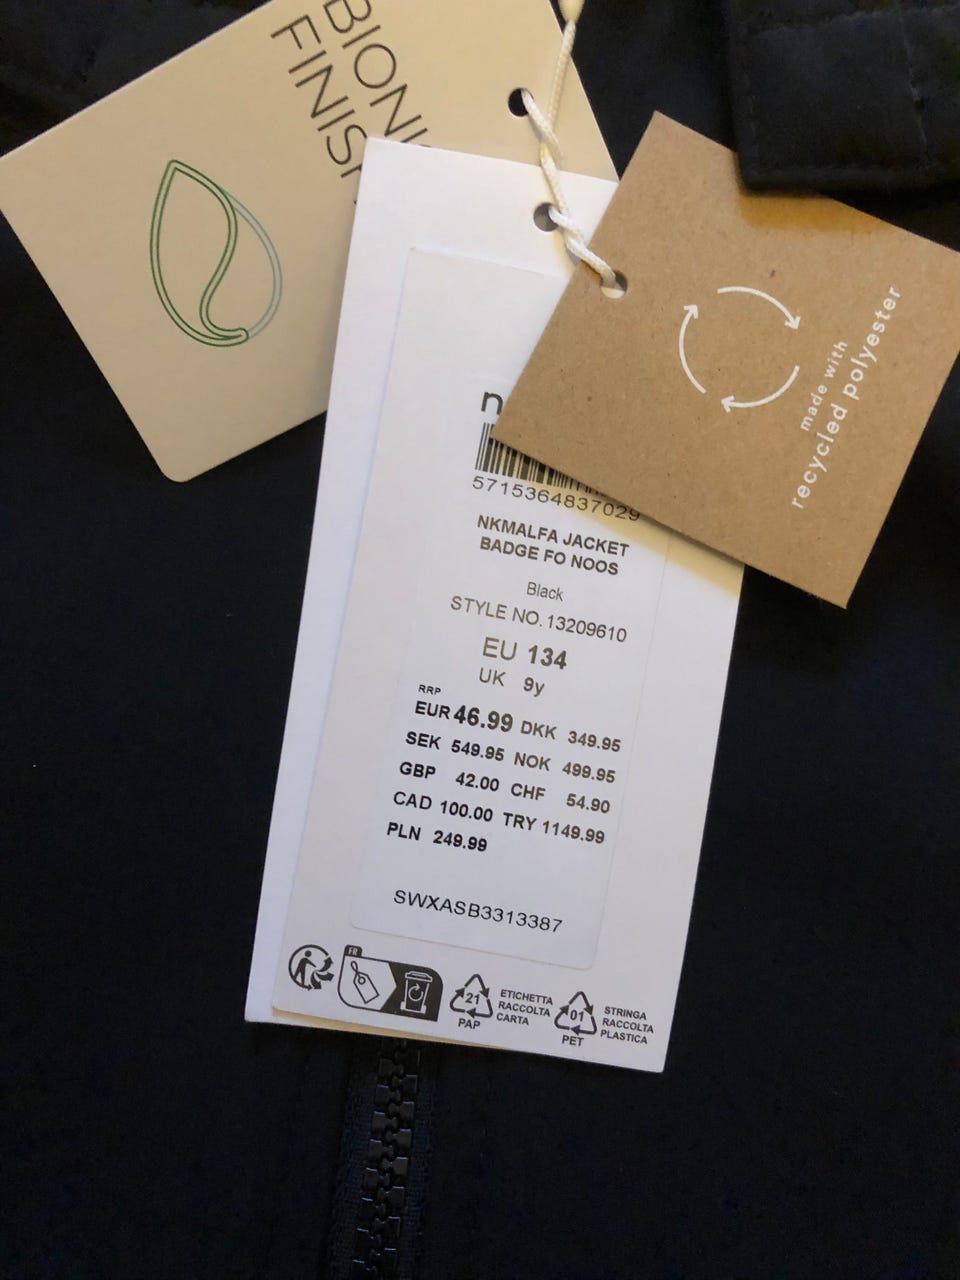 BIONI
FINISH
made with
recycled polyester
n
5715364837029
NKMALFA JACKET
BADGE FO NOOS
Black
STYLE NO. 13209610
EU 134
UK 9y
RRP
EUR 46.99 DKK 349.95
SEK 549.95 NOK 499.95
GBP 42.00 CHF 54.90
CAD 100.00 TRY 1149.99
PLN 249.99
SWXASB3313387
FR
21
PAP
ETICHETTA
RACCOLTA
CARTA
01
PET
STRINGA
RACCOLTA
PLASTICA